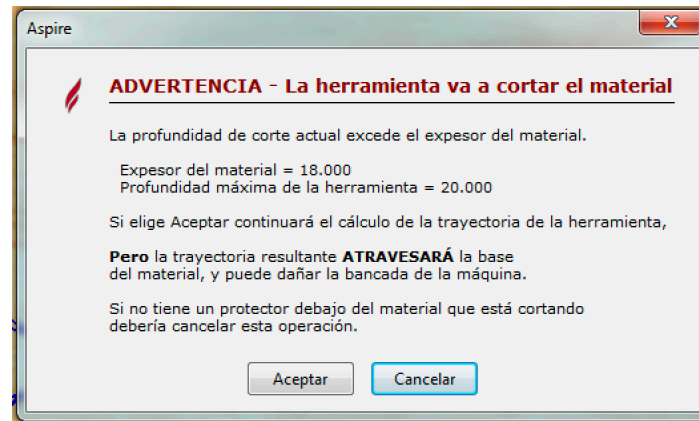 Aspire
ADVERTENCIA - La herramienta va a cortar el material
La profundidad de corte actual excede el expesor del material.
Expesor del material = 18.000
Profundidad máxima de la herramienta = 20.000
Si elige Aceptar continuará el cálculo de la trayectoria de la herramienta,
Pero la trayectoria resultante ATRAVESARÁ la base
del material, y puede dañar la bancada de la máquina.
Si no tiene un protector debajo del material que está cortando
debería cancelar esta operación.
Aceptar Cancelar